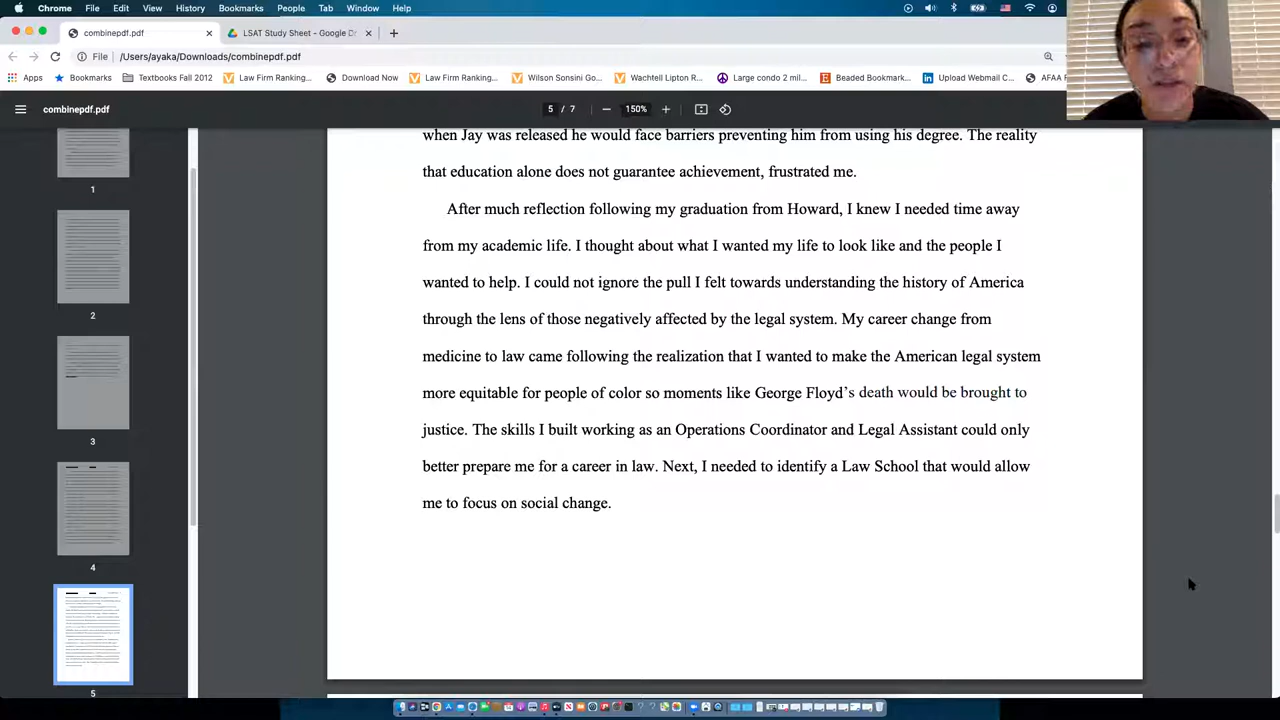 Chrome File Edit View History Bookmarks People Tab Window Help
combinepdf.pdf × LSAT Study Sheet - Google Dr × +
File /Users/ayaka/Downloads/combinepdf.pdf
Apps Bookmarks Textbooks Fall 2012 Law Firm Ranking... Download Now Law Firm Ranking... Wilson Sonsini Go... Wachtell Lipton R... Large condo 2 mil... Beaded Bookmark... Upload Webmail C... AFAA
combinepdf.pdf 5 / 7 — 150% +
when Jay was released he would face barriers preventing him from using his degree. The reality
that education alone does not guarantee achievement, frustrated me.
After much reflection following my graduation from Howard, I knew I needed time away
from my academic life. I thought about what I wanted my life to look like and the people I
wanted to help. I could not ignore the pull I felt towards understanding the history of America
through the lens of those negatively affected by the legal system. My career change from
medicine to law came following the realization that I wanted to make the American legal system
more equitable for people of color so moments like George Floyd's death would be brought to
justice. The skills I built working as an Operations Coordinator and Legal Assistant could only
better prepare me for a career in law. Next, I needed to identify a Law School that would allow
me to focus on social change.
1
2
3
4
5